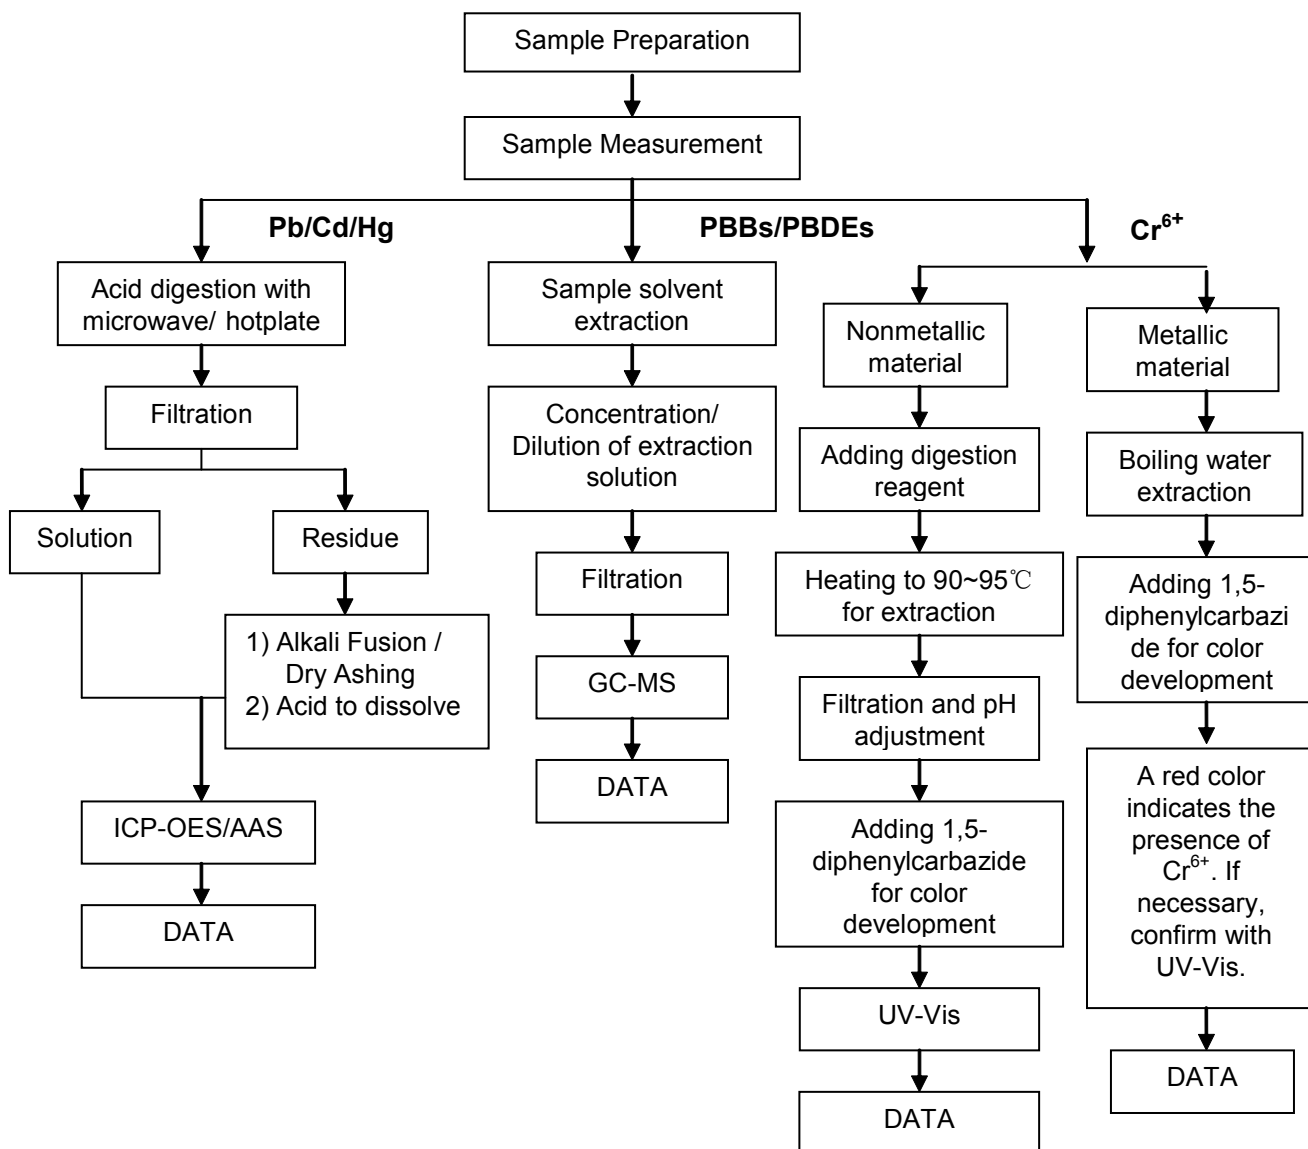 Sample Preparation
Sample Measurement
Pb/Cd/Hg
PBBs/PBDEs
Cr6+
Acid digestion with
microwave/ hotplate
Filtration
Solution
Residue
1) Alkali Fusion /
Dry Ashing
2) Acid to dissolve
ICP-OES/AAS
DATA
Sample solvent
extraction
Concentration/
Dilution of extraction
solution
Filtration
GC-MS
DATA
Nonmetallic
material
Adding digestion
reagent
Heating to 90~95℃
for extraction
Filtration and pH
adjustment
Adding 1,5-
diphenylcarbazide
for color
development
UV-Vis
DATA
Metallic
material
Boiling water
extraction
Adding 1,5-
diphenylcarbazi
de for color
development
A red color
indicates the
presence of
Cr6+. If
necessary,
confirm with
UV-Vis.
DATA